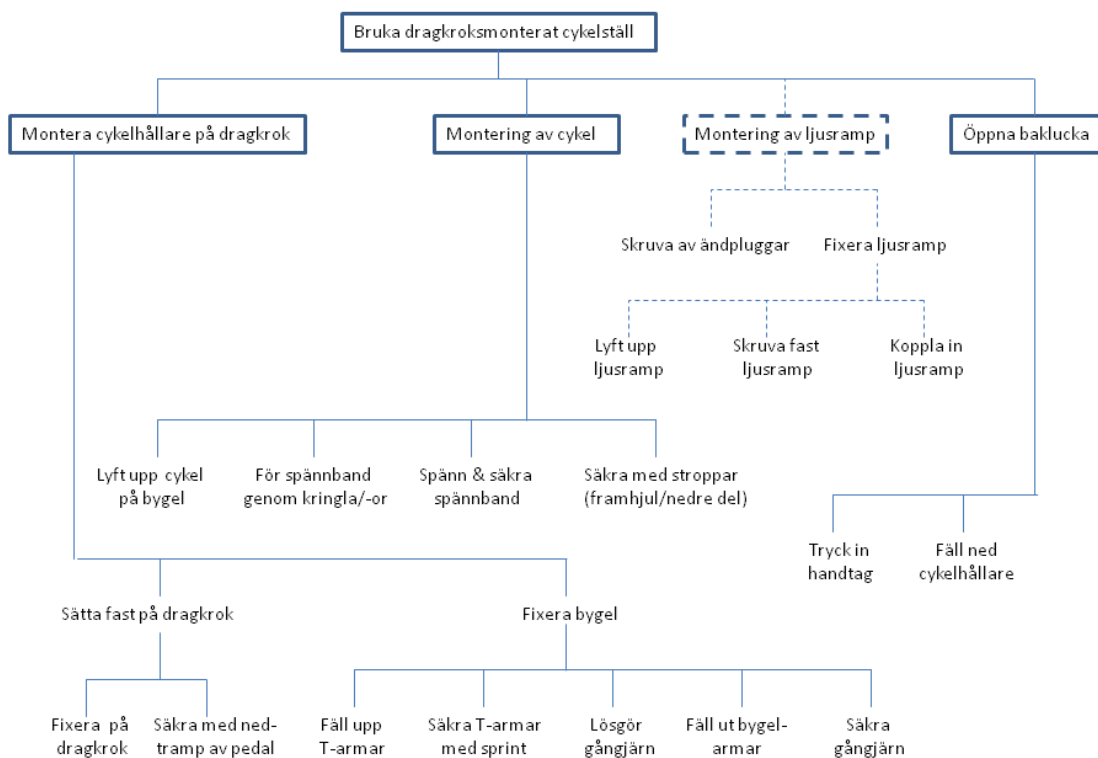 Bruka dragkroksmonterat cykelställ
Montera cykelhållare på dragkrok
Montering av cykel
Montering av ljusramp
Öppna baklucka
Skruva av ändpluggar
Fixera ljusramp
Lyft upp
ljusramp
Skruva fast
ljusramp
Koppla in
ljusramp
Lyft upp cykel
på bygel
För spännband
genom kringla/-or
Spänn & säkra
spännband
Säkra med stroppar
(framhjul/nedre del)
Tryck in
handtag
Fäll ned
cykelhållare
Sätta fast på dragkrok
Fixera bygel
Fixera på
dragkrok
Säkra med ned-
tramp av pedal
Fäll upp
T-armar
Säkra T-armar
med sprint
Lösgör
gångjärn
Fäll ut bygel-
armar
Säkra
gångjärn